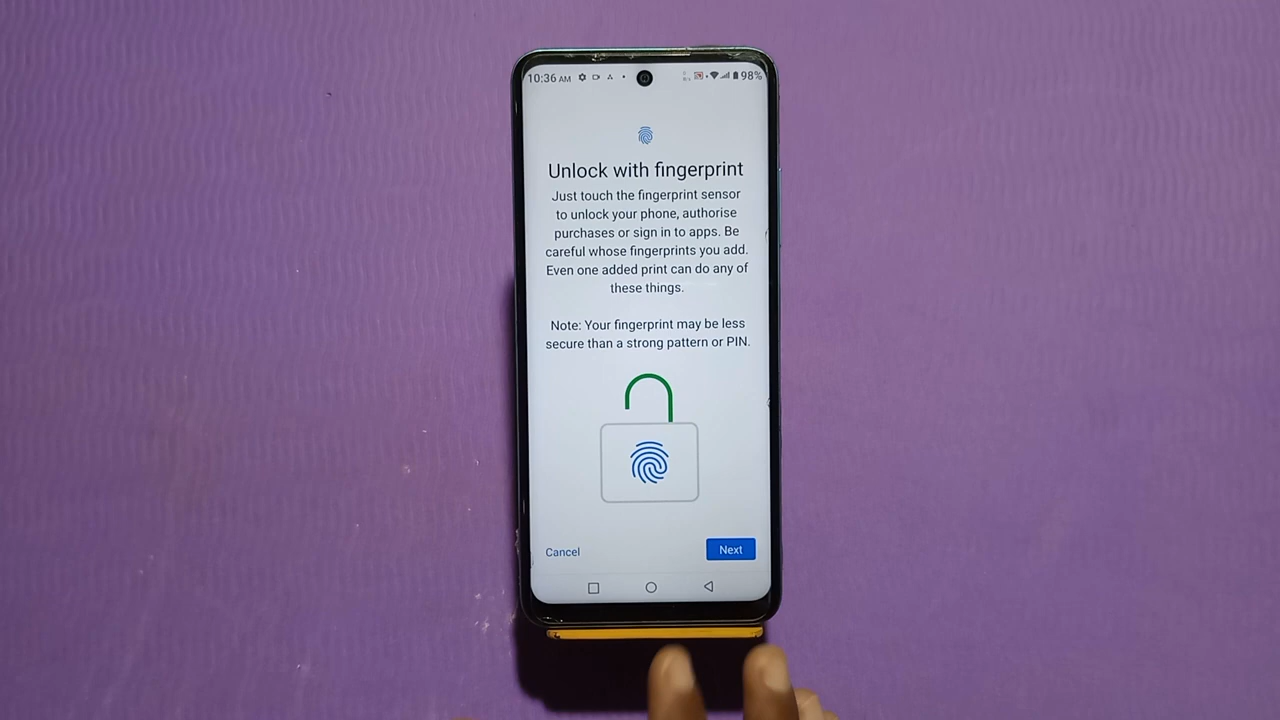 10:36 AM 98%
Unlock with fingerprint
Just touch the fingerprint sensor
to unlock your phone, authorise
purchases or sign in to apps. Be
careful whose fingerprints you add.
Even one added print can do any of
these things.
Note: Your fingerprint may be less
secure than a strong pattern or PIN.
Cancel Next